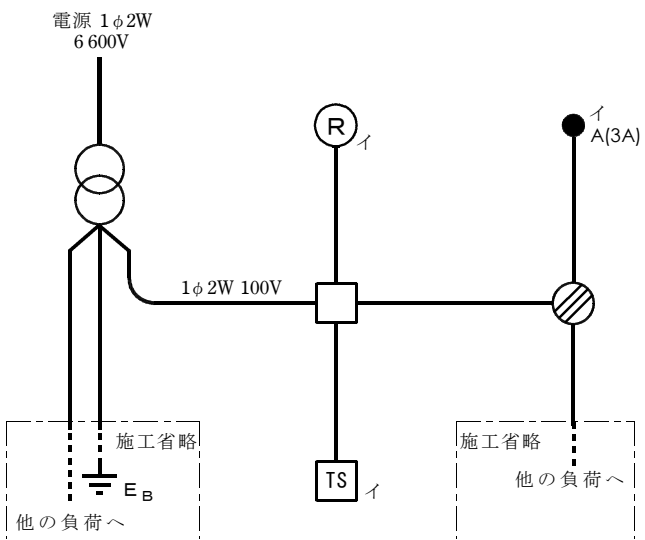 電源 1φ2W
6 600V
R
イ
イ
A(3A)
1φ2W 100V
施工省略
E B
他の負荷へ
TS
イ
施工省略
他の負荷へ